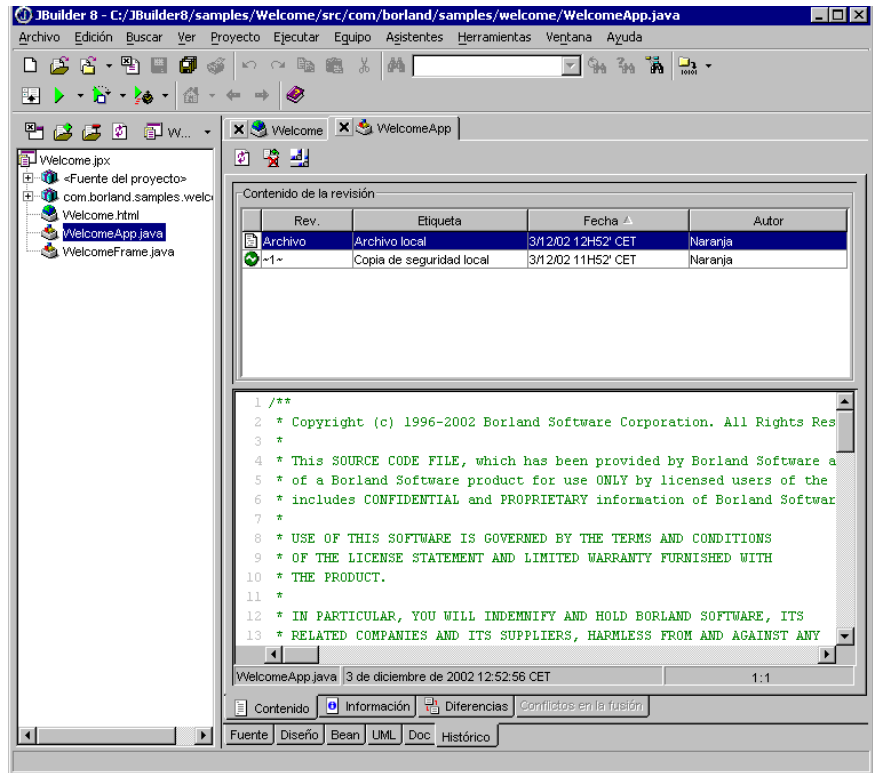 JBuilder 8 - C:/JBuilder8/samples/Welcome/src/com/borland/samples/welcome/WelcomeApp.java
Archivo Edición Buscar Ver Proyecto Ejecutar Equipo Asistentes Herramientas Ventana Ayuda
W...
Welcome WelcomeApp
Welcome.jpx
<Fuente del proyecto>
com.borland.samples.welc
Welcome.html
WelcomeApp.java
WelcomeFrame.java
Contenido de la revisión
Rev. Etiqueta Fecha Autor
Archivo Archivo local 3/12/02 12H52' CET Naranja
~1~ Copia de seguridad local 3/12/02 11H52' CET Naranja
1 /**
2 * Copyright (c) 1996-2002 Borland Software Corporation. All Rights Res
3 *
4 * This SOURCE CODE FILE, which has been provided by Borland Software a
5 * of a Borland Software product for use ONLY by licensed users of the
6 * includes CONFIDENTIAL and PROPRIETARY information of Borland Softwar
7 *
8 * USE OF THIS SOFTWARE IS GOVERNED BY THE TERMS AND CONDITIONS
9 * OF THE LICENSE STATEMENT AND LIMITED WARRANTY FURNISHED WITH
10 * THE PRODUCT.
11 *
12 * IN PARTICULAR, YOU WILL INDEMNIFY AND HOLD BORLAND SOFTWARE, ITS
13 * RELATED COMPANIES AND ITS SUPPLIERS, HARMLESS FROM AND AGAINST ANY
WelcomeApp.java 3 de diciembre de 2002 12:52:56 CET 1:1
Contenido Información Diferencias Conflictos en la fusión
Fuente Diseño Bean UML Doc Histórico